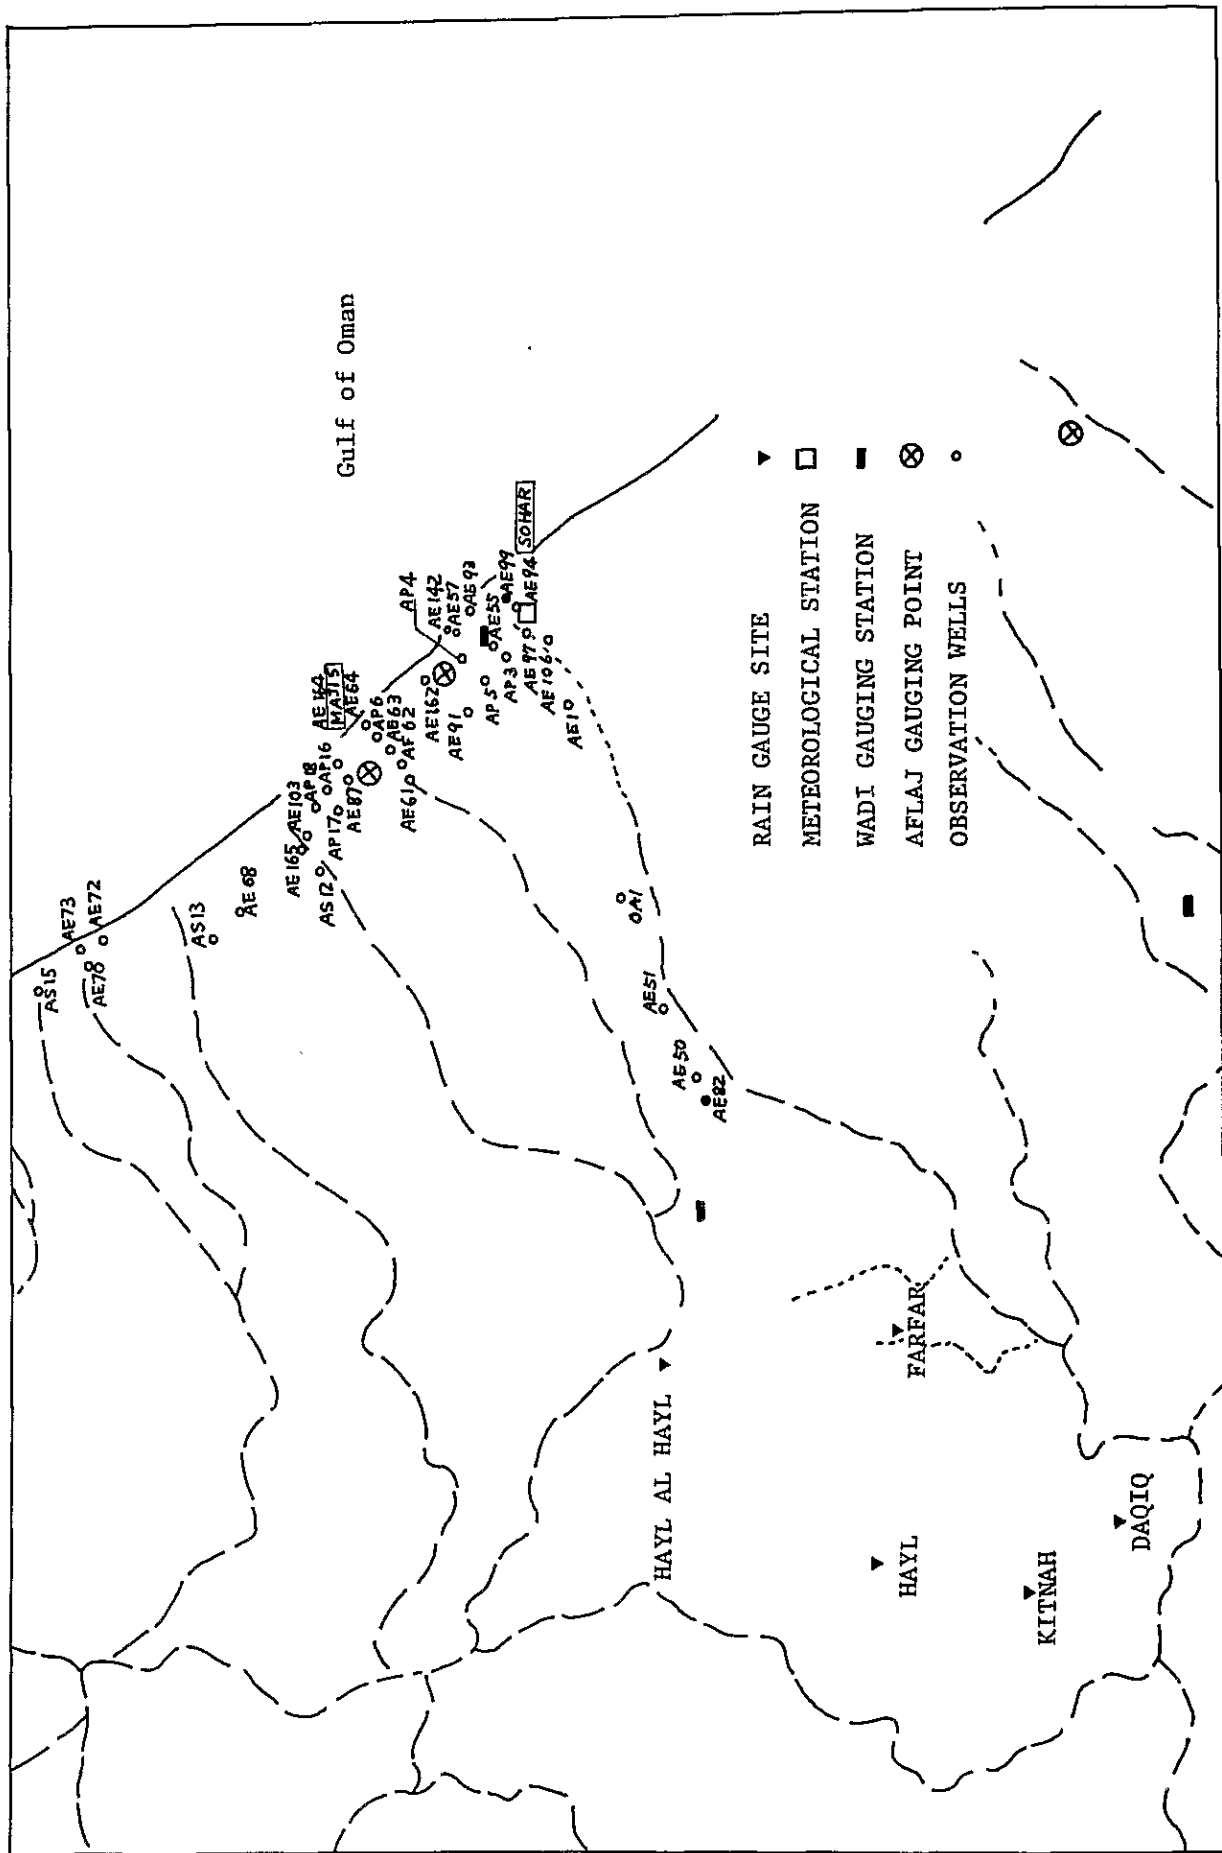 Gulf of Oman
AS15
AE73
AE72
AE78
AS13
AE68
AE165
AE103
AP18
AP16
AS12
AP17
AE87
AE164
MAJIS
AE64
AP6
AE63
AE61
AE162
AE91
AP4
AE142
AE57
AE93
AE55
AP5
AP3
AE99
SOHAR
AE94
AE97
AE106
AE1
OA1
AE51
AE50
AE82
HAYL AL HAYL
FARFAR
HAYL
KITNAH
DAQIQ
RAIN GAUGE SITE
METEOROLOGICAL STATION
WADI GAUGING STATION
AFLAJ GAUGING POINT
OBSERVATION WELLS